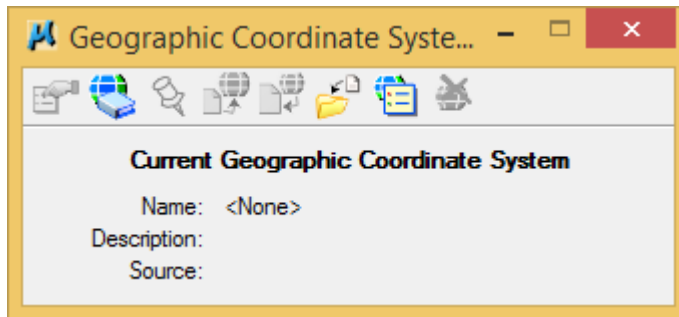 Geographic Coordinate Syste...
Current Geographic Coordinate System
Name: <None>
Description:
Source: